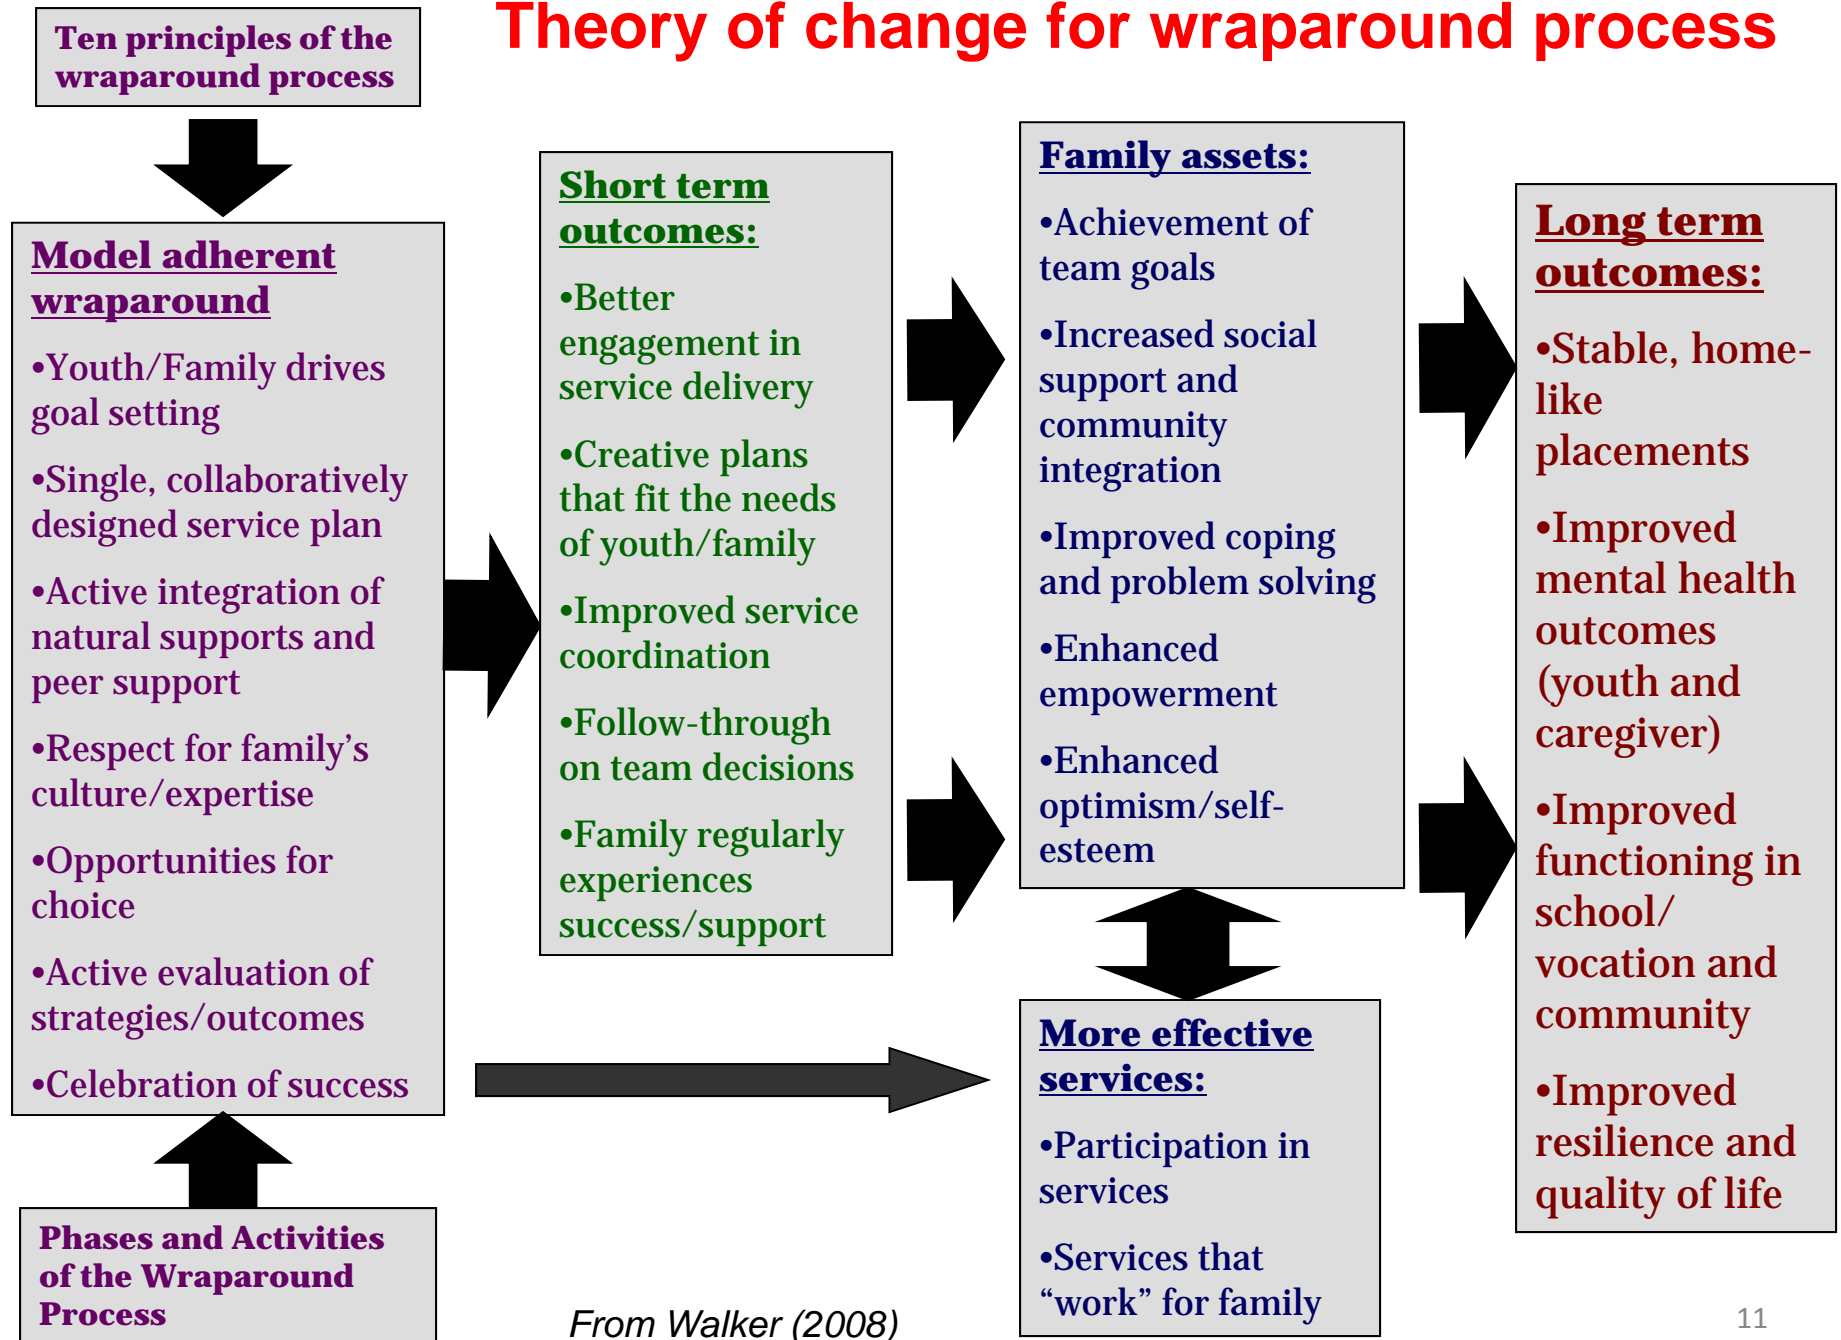 Theory of change for wraparound process
Ten principles of the
wraparound process
Model adherent
wraparound
•Youth/Family drives
goal setting
•Single, collaboratively
designed service plan
•Active integration of
natural supports and
peer support
•Respect for family’s
culture/expertise
•Opportunities for
choice
•Active evaluation of
strategies/outcomes
•Celebration of success
Phases and Activities
of the Wraparound
Process
Short term
outcomes:
•Better
engagement in
service delivery
•Creative plans
that fit the needs
of youth/family
•Improved service
coordination
•Follow-through
on team decisions
•Family regularly
experiences
success/support
Family assets:
•Achievement of
team goals
•Increased social
support and
community
integration
•Improved coping
and problem solving
•Enhanced
empowerment
•Enhanced
optimism/self-
esteem
More effective
services:
•Participation in
services
•Services that
“work” for family
Long term
outcomes:
•Stable, home-
like
placements
•Improved
mental health
outcomes
(youth and
caregiver)
•Improved
functioning in
school/
vocation and
community
•Improved
resilience and
quality of life
From Walker (2008)
11